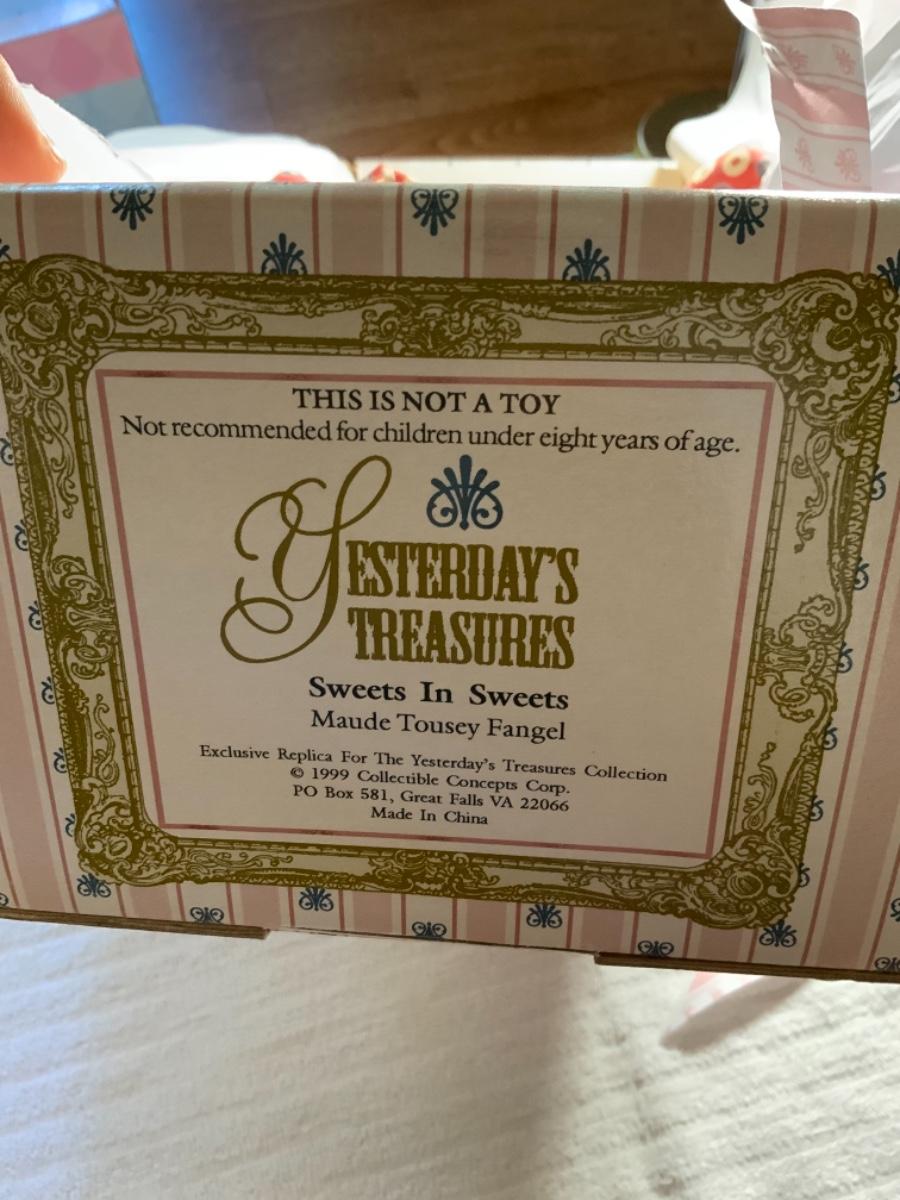 THIS IS NOT A TOY
Not recommended for children under eight years of age.
YESTERDAY'S
TREASURES
Sweets In Sweets
Maude Tousey Fangel
Exclusive Replica For The Yesterday's Treasures Collection
© 1999 Collectible Concepts Corp.
PO Box 581, Great Falls VA 22066
Made In China